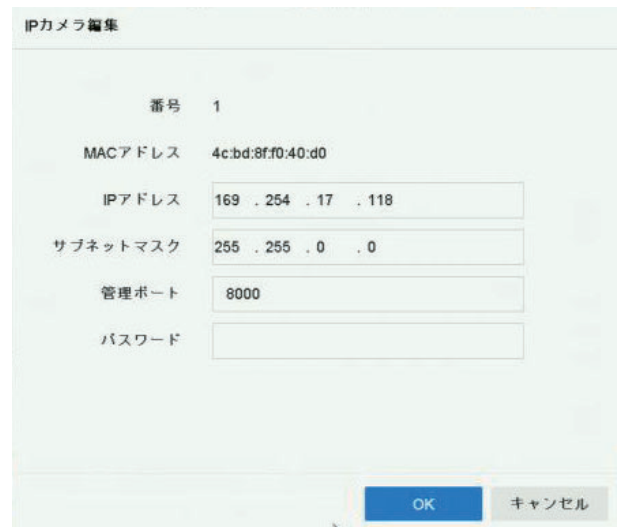 IPカメラ編集
番号 1
MACアドレス 4c:bd:8f:f0:40:d0
IPアドレス 169 . 254 . 17 . 118
サブネットマスク 255 . 255 . 0 . 0
管理ポート 8000
パスワード
OK キャンセル